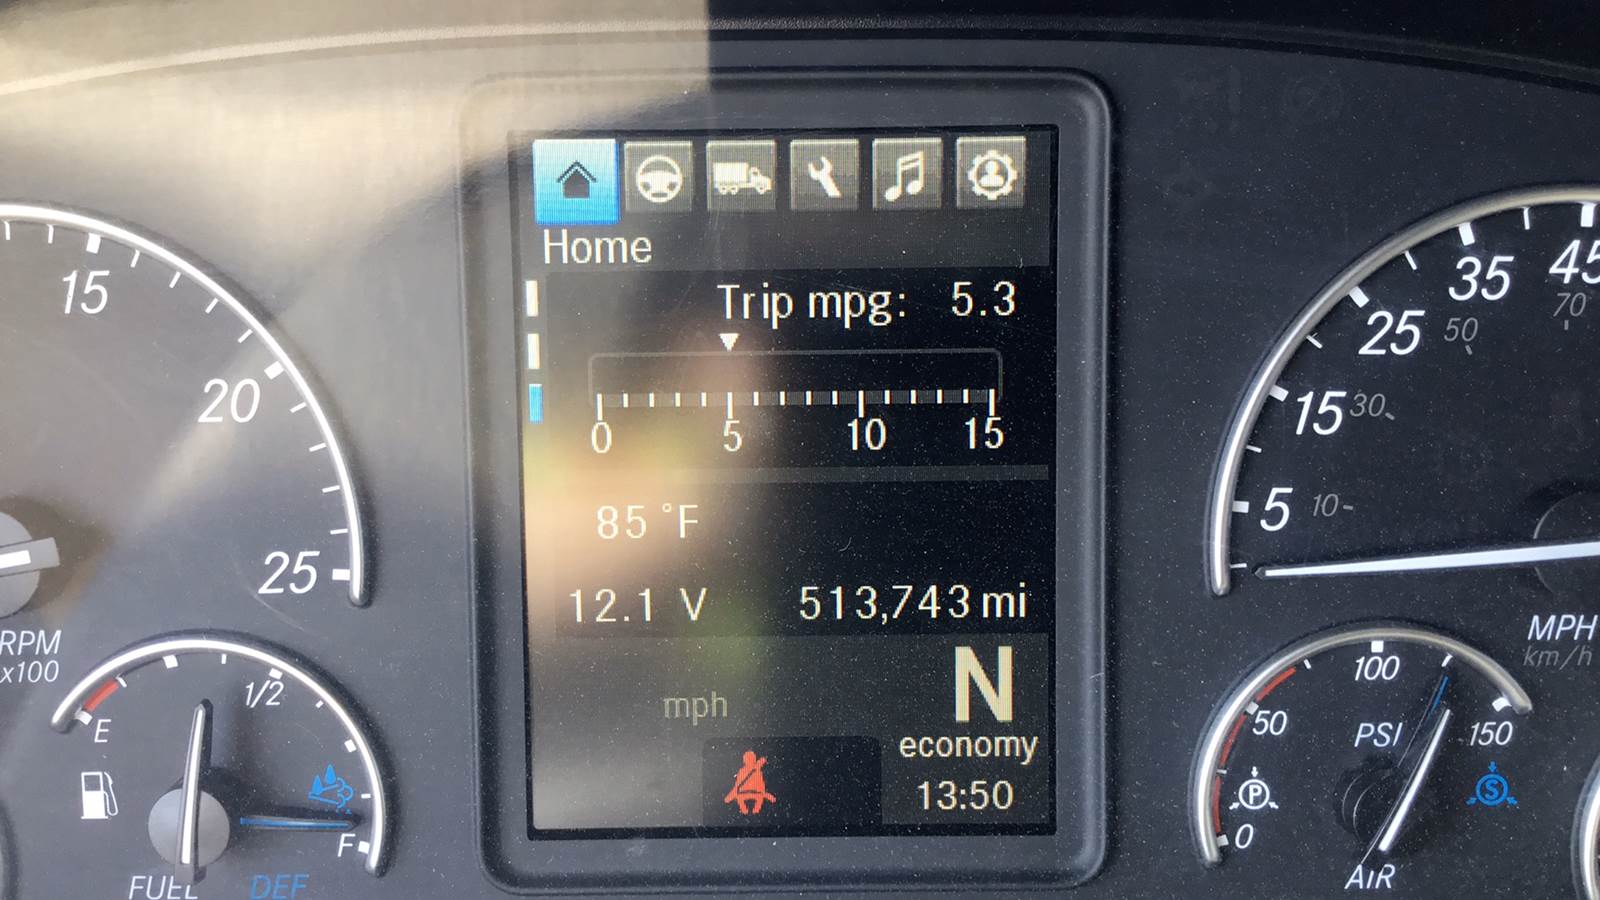 Home
Trip mpg: 5.3
0 5 10 15
85 °F
12.1 V 513,743 mi
N
mph
economy
13:50
15
20
25
RPM
x100
E 1/2 F
FUEL DEF
5 15 25 35 45
10 30 50 70
MPH
km/h
0 50 100 150
PSI
P
S
AIR